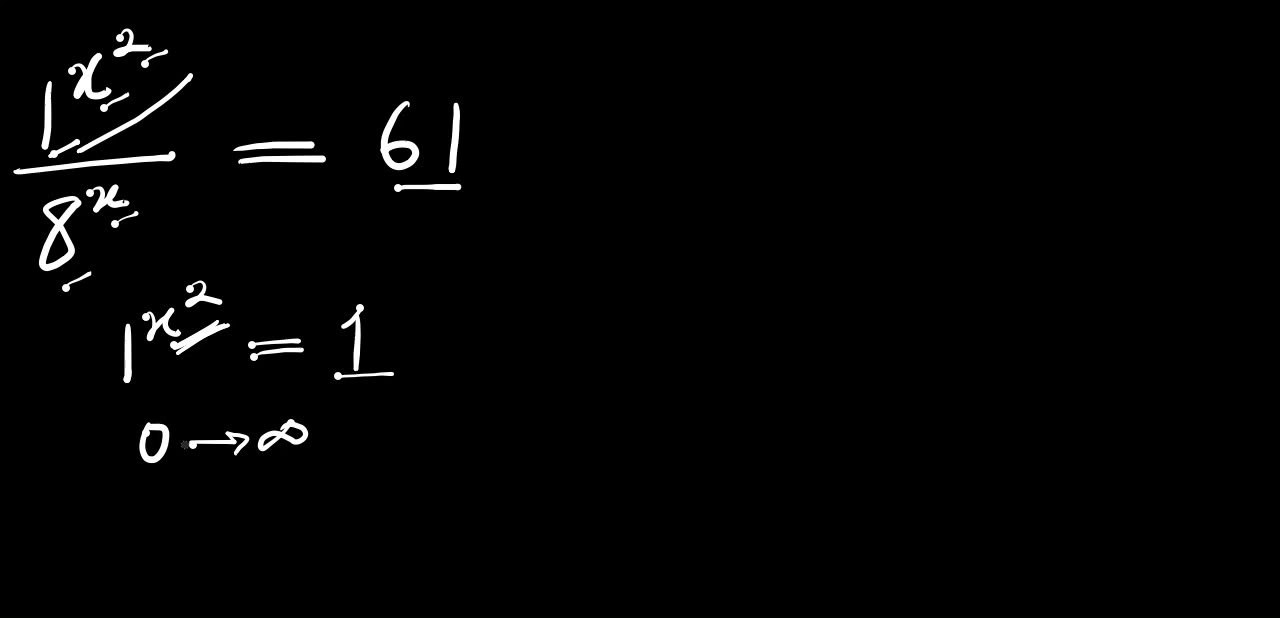 1^{x^2} / 8^x = 61
1^{x^2} = 1
0 → ∞